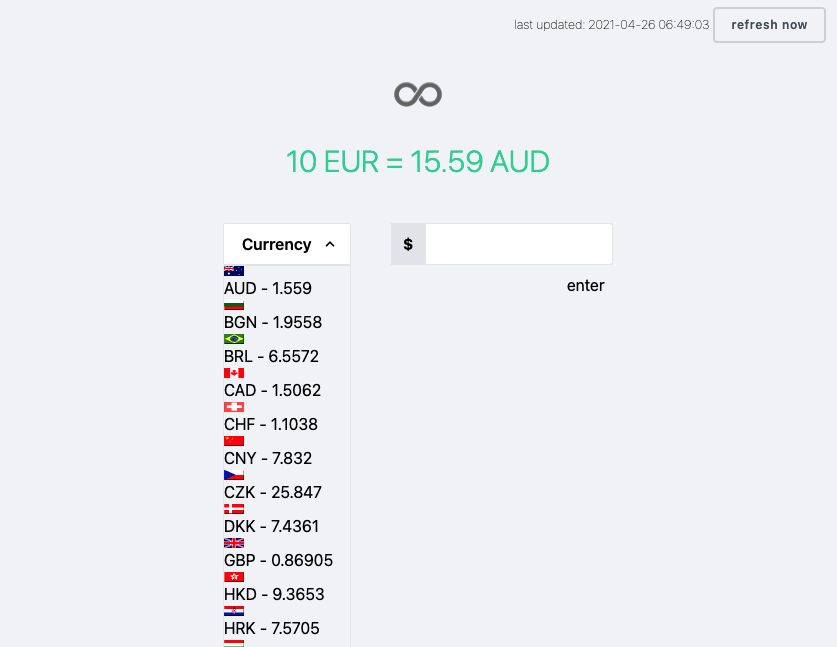 last updated: 2021-04-26 06:49:03 refresh now
10 EUR = 15.59 AUD
Currency
$
enter
AUD - 1.559
BGN - 1.9558
BRL - 6.5572
CAD - 1.5062
CHF - 1.1038
CNY - 7.832
CZK - 25.847
DKK - 7.4361
GBP - 0.86905
HKD - 9.3653
HRK - 7.5705